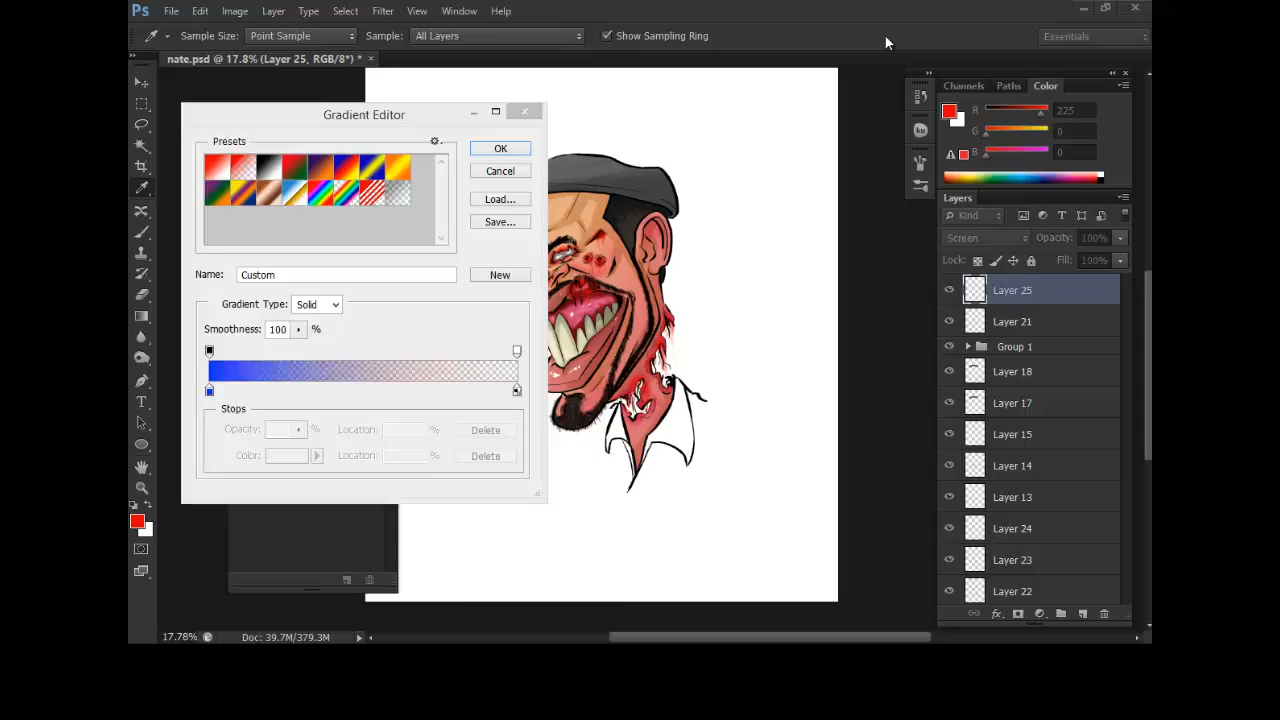 Ps File Edit Image Layer Type Select Filter View Window Help
Sample Size: Point Sample Sample: All Layers Show Sampling Ring Essentials
nate.psd @ 17.8% (Layer 25, RGB/8*) * ×
Gradient Editor
Presets
OK
Cancel
Load...
Save...
Name: Custom New
Gradient Type: Solid
Smoothness: 100 %
Stops
Opacity: % Location: % Delete
Color: Location: % Delete
17.78% Doc: 39.7M/379.3M
Channels Paths Color
ku
R 225
G 0
B 0
Layers
Kind
Screen Opacity: 100%
Lock: Fill: 100%
Layer 25
Layer 21
Group 1
Layer 18
Layer 17
Layer 15
Layer 14
Layer 13
Layer 24
Layer 23
Layer 22
fx